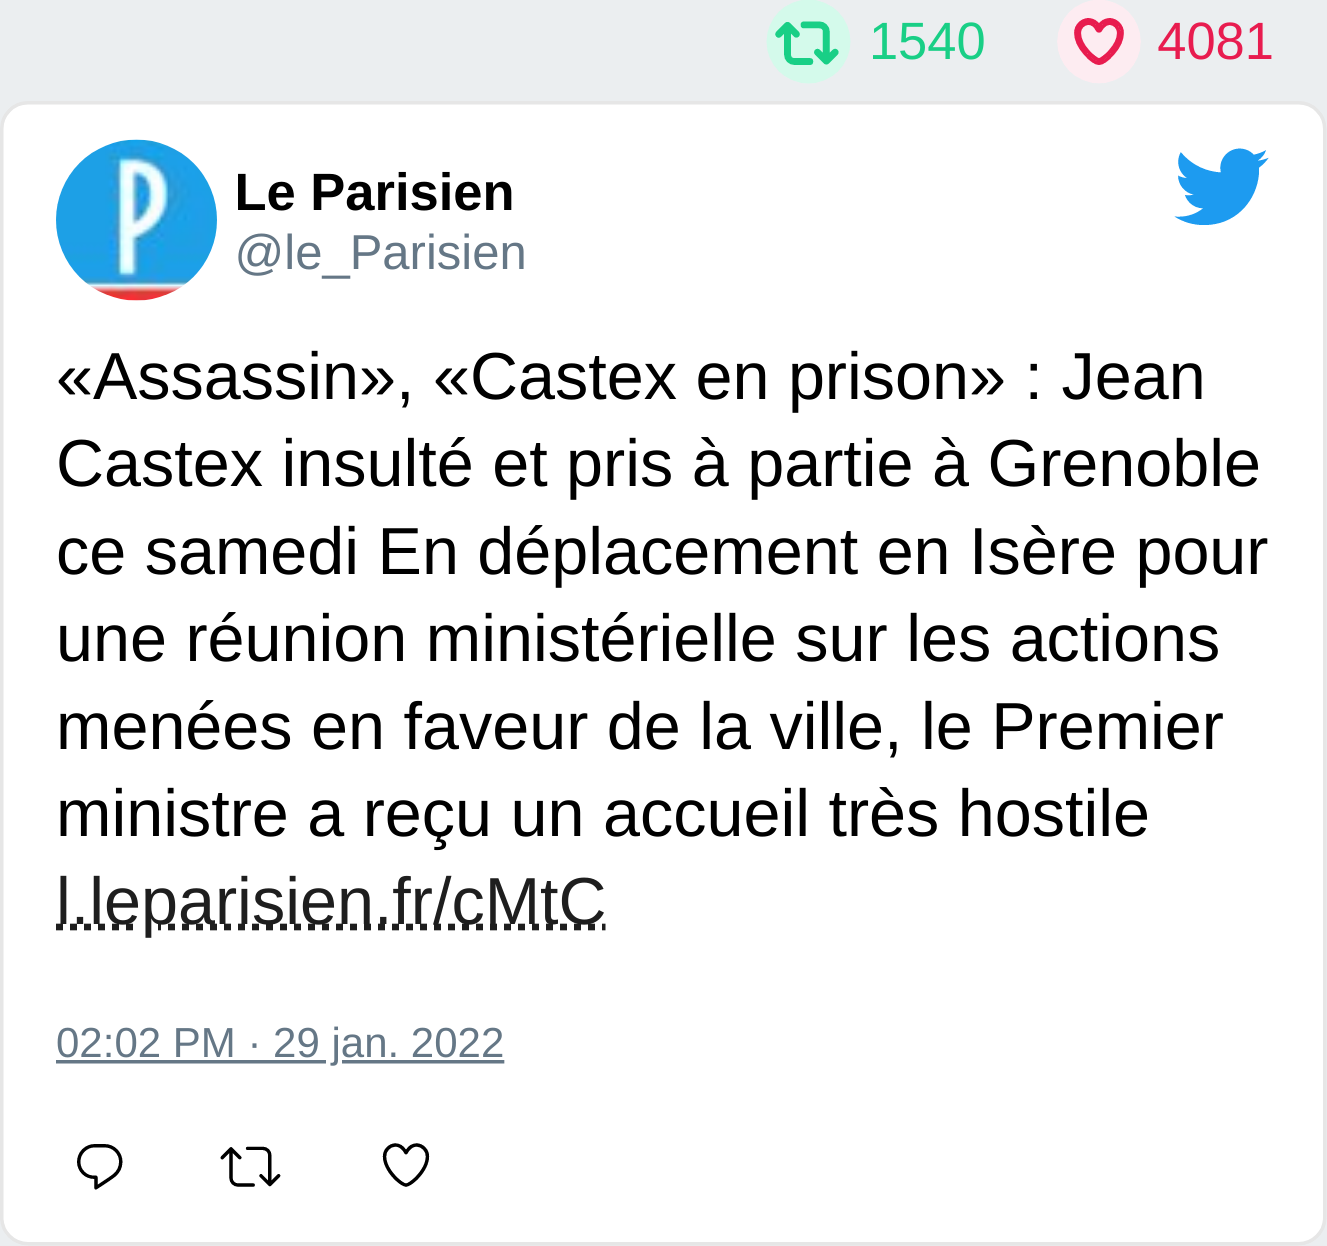 1540 4081
P
Le Parisien
@le_Parisien
«Assassin», «Castex en prison» : Jean
Castex insulté et pris à partie à Grenoble
ce samedi En déplacement en Isère pour
une réunion ministérielle sur les actions
menées en faveur de la ville, le Premier
ministre a reçu un accueil très hostile
l.leparisien.fr/cMtC
02:02 PM · 29 jan. 2022